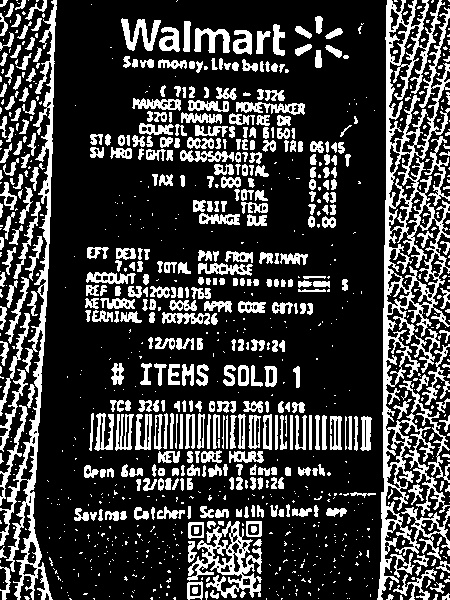 Walmart
Save money. Live better.
( 712 ) 366 - 3326
MANAGER DONALD MONEYMAKER
3201 MANAWA CENTRE DR
COUNCIL BLUFFS IA 51501
ST# 01965 OP# 002031 TE# 20 TR# 06145
SW HRO FGHTR 063050940732 6.94 T
SUBTOTAL 6.94
TAX 1 7.000 % 0.49
TOTAL 7.43
DEBIT TEND 7.43
CHANGE DUE 0.00
EFT DEBIT PAY FROM PRIMARY
7.43 TOTAL PURCHASE
ACCOUNT # S
REF # 534200381755
NETWORK ID. 0056 APPR CODE 087193
TERMINAL # MX995026
12/08/15 12:39:24
# ITEMS SOLD 1
TC# 3261 4114 0323 3061 6498
NEW STORE HOURS
Open 6am to midnight 7 days a week.
12/08/15 12:39:26
Savings Catcher! Scan with Walmart app